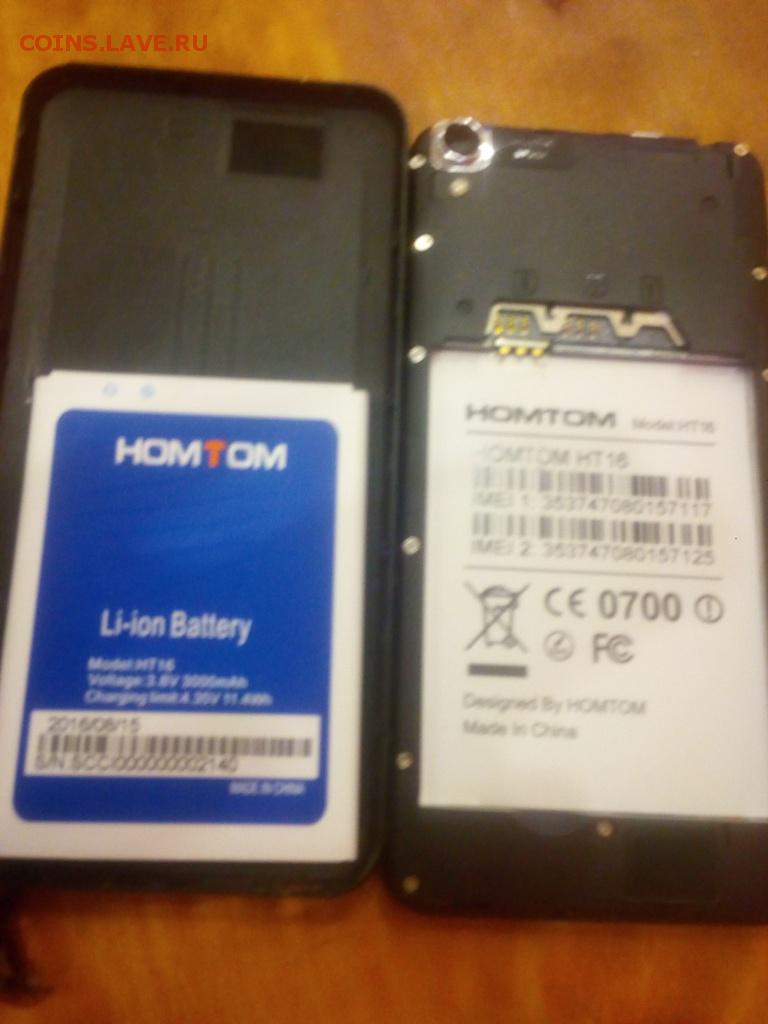 COINS.LAVE.RU
HOMTOM
Li-ion Battery
Model:HT16
Voltage:3.8V 3000mAh
Charging limit:4.35V 11.4Wh
2016/08/15
S/N:SCCI000000002140
MADE IN CHINA
HOMTOM Model:HT16
HOMTOM HT16
IMEI 1: 353747080157117
IMEI 2: 353747080157125
CE 0700
FC
Designed By HOMTOM
Made In China